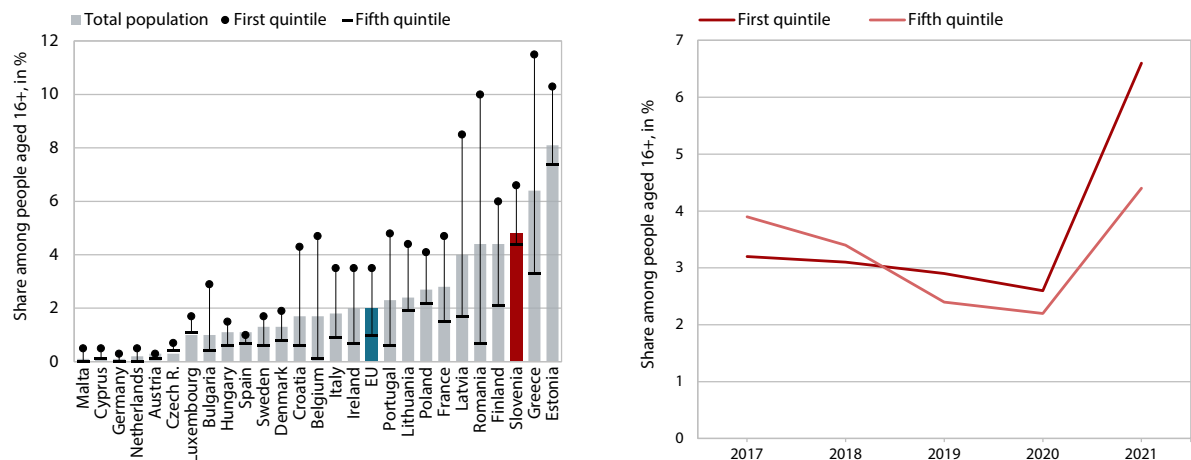 Total population
First quintile
Fifth quintile
Share among people aged 16+, in %
12
10
8
6
4
2
0
Malta
Cyprus
Germany
Netherlands
Austria
Czech R.
Luxembourg
Bulgaria
Hungary
Spain
Sweden
Denmark
Croatia
Belgium
Italy
Ireland
EU
Portugal
Lithuania
Poland
France
Latvia
Romania
Finland
Slovenia
Greece
Estonia
First quintile
Fifth quintile
Share among people aged 16+, in %
7
6
5
4
3
2
1
0
2017
2018
2019
2020
2021